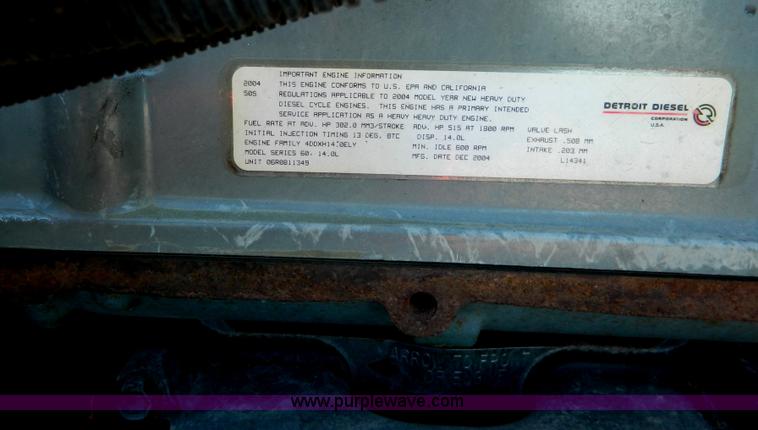 IMPORTANT ENGINE INFORMATION
2004 THIS ENGINE CONFORMS TO U.S. EPA AND CALIFORNIA
50S REGULATIONS APPLICABLE TO 2004 MODEL YEAR NEW HEAVY DUTY
DIESEL CYCLE ENGINES. THIS ENGINE HAS A PRIMARY INTENDED
SERVICE APPLICATION AS A HEAVY HEAVY DUTY ENGINE.
FUEL RATE AT ADV. HP 302.0 MM3/STROKE ADV. HP 515 AT 1800 RPM VALVE LASH
INITIAL INJECTION TIMING 13 DEG. BTC DISP. 14.0L EXHAUST .508 MM
ENGINE FAMILY 4DDXH14.0ELY MIN. IDLE 600 RPM INTAKE .203 MM
MODEL SERIES 60, 14.0L MFG. DATE DEC 2004 L14341
UNIT 06R0811349
DETROIT DIESEL
CORPORATION
U.S.A.
ARROW
www.purplewave.com